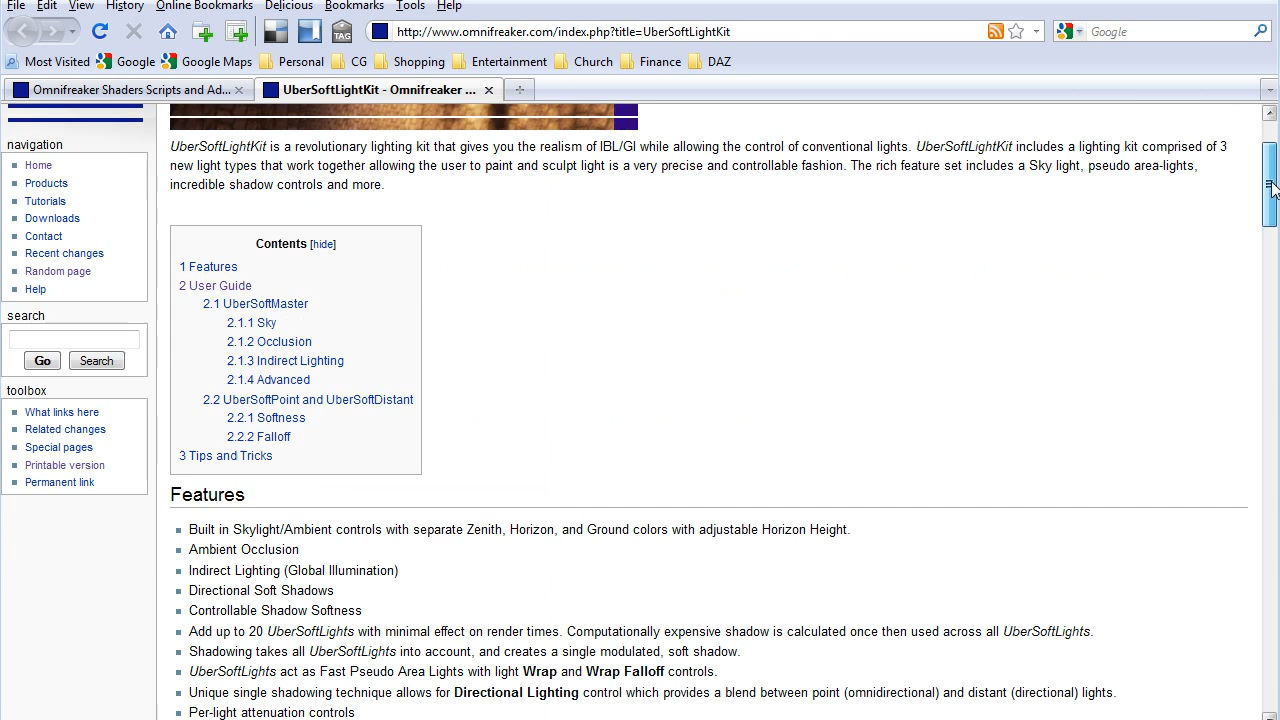 File Edit View History Online Bookmarks Delicious Bookmarks Tools Help
TAG http://www.omnifreaker.com/index.php?title=UberSoftLightKit Google
Most Visited Google Google Maps Personal CG Shopping Entertainment Church Finance DAZ
Omnifreaker Shaders Scripts and Ad... UberSoftLightKit - Omnifreaker ...
navigation
Home
Products
Tutorials
Downloads
Contact
Recent changes
Random page
Help
search
Go Search
toolbox
What links here
Related changes
Special pages
Printable version
Permanent link
UberSoftLightKit is a revolutionary lighting kit that gives you the realism of IBL/GI while allowing the control of conventional lights. UberSoftLightKit includes a lighting kit comprised of 3
new light types that work together allowing the user to paint and sculpt light is a very precise and controllable fashion. The rich feature set includes a Sky light, pseudo area-lights,
incredible shadow controls and more.
Contents [hide]
1 Features
2 User Guide
2.1 UberSoftMaster
2.1.1 Sky
2.1.2 Occlusion
2.1.3 Indirect Lighting
2.1.4 Advanced
2.2 UberSoftPoint and UberSoftDistant
2.2.1 Softness
2.2.2 Falloff
3 Tips and Tricks
Features
Built in Skylight/Ambient controls with separate Zenith, Horizon, and Ground colors with adjustable Horizon Height.
Ambient Occlusion
Indirect Lighting (Global Illumination)
Directional Soft Shadows
Controllable Shadow Softness
Add up to 20 UberSoftLights with minimal effect on render times. Computationally expensive shadow is calculated once then used across all UberSoftLights.
Shadowing takes all UberSoftLights into account, and creates a single modulated, soft shadow.
UberSoftLights act as Fast Pseudo Area Lights with light Wrap and Wrap Falloff controls.
Unique single shadowing technique allows for Directional Lighting control which provides a blend between point (omnidirectional) and distant (directional) lights.
Per-light attenuation controls